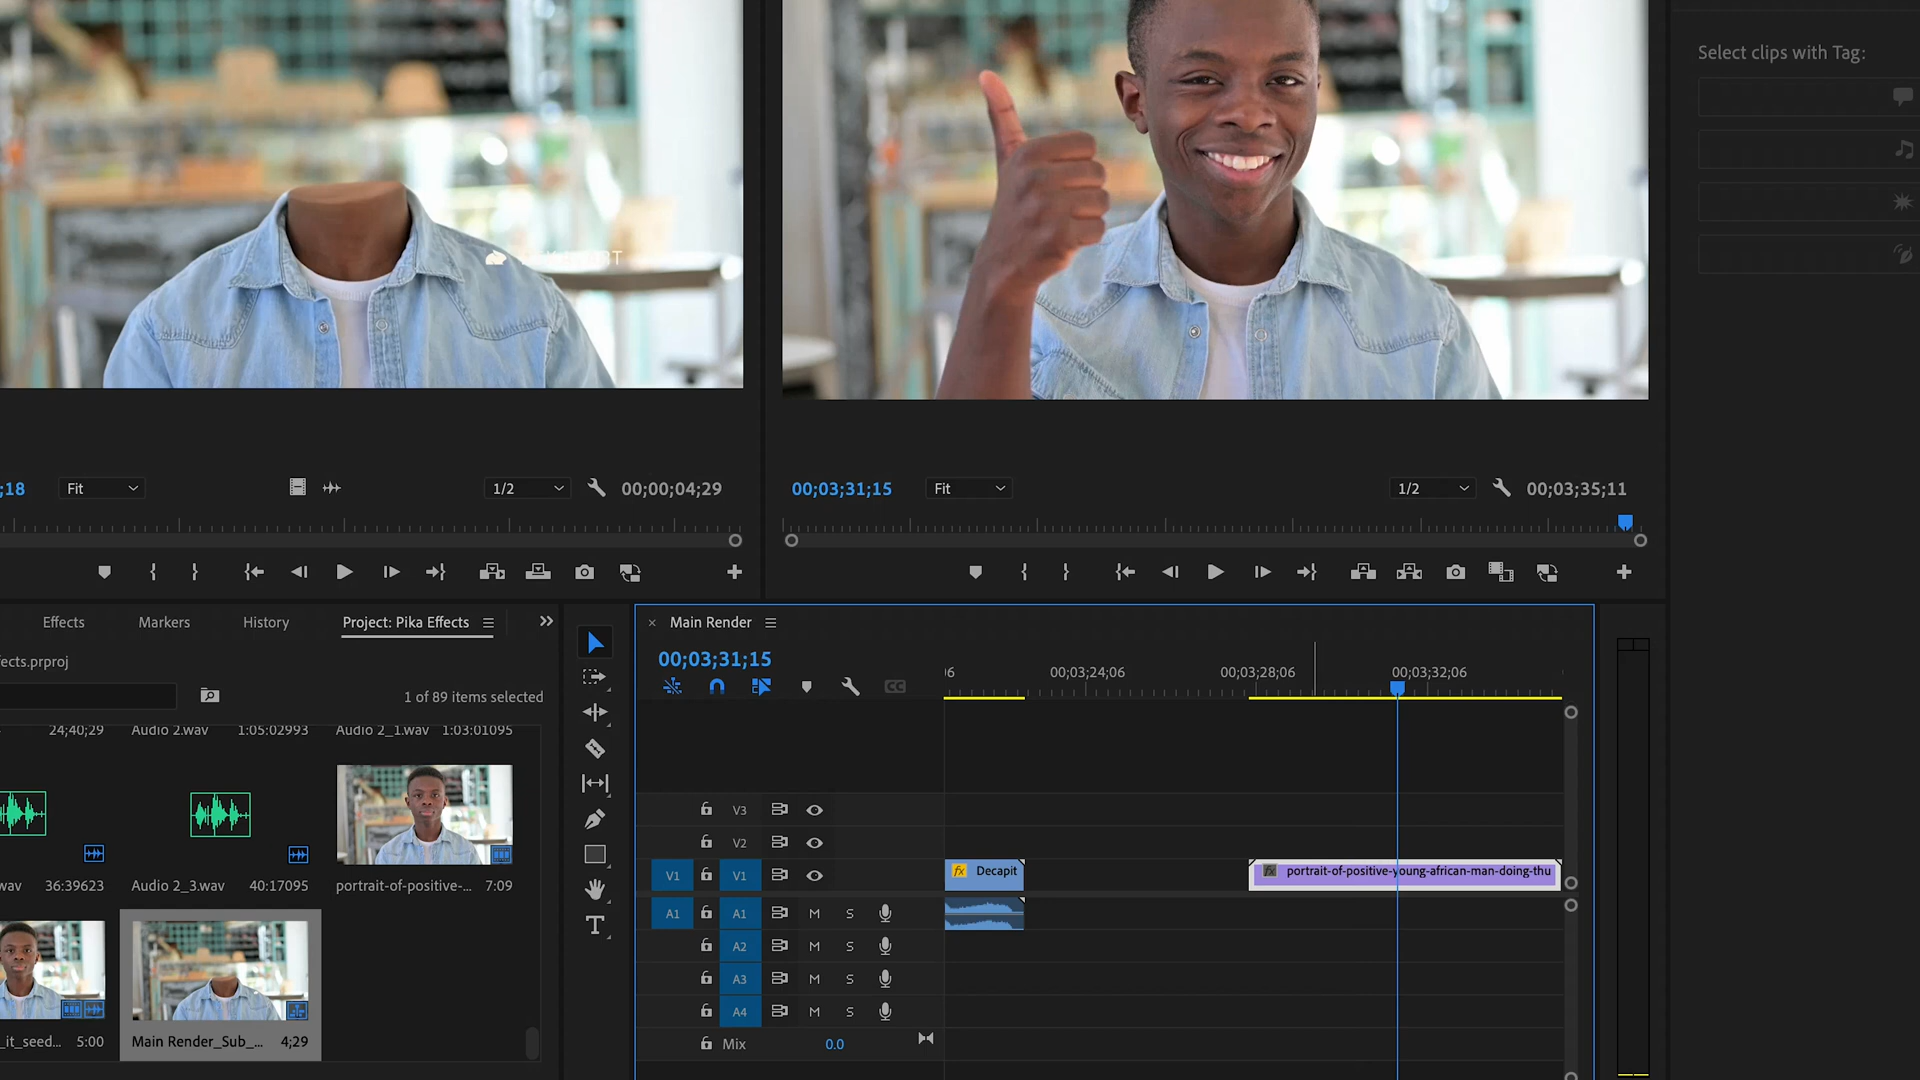 Select clips with Tag:
;18
Fit
1/2
00;00;04;29
00;03;31;15
Fit
1/2
00;03;35;11
Effects
Markers
History
Project: Pika Effects
ects.prproj
1 of 89 items selected
24;40;29
Audio 2.wav
1:05:02993
Audio 2_1.wav
1:03:01095
wav
36:39623
Audio 2_3.wav
40:17095
portrait-of-positive-...
7:09
_it_seed...
5:00
Main Render_Sub_...
4;29
Main Render
00;03;31;15
06
00;03;24;06
00;03;28;06
00;03;32;06
V3
V2
V1
V1
fx Decapit
fx portrait-of-positive-young-african-man-doing-thu
A1
A1
M
S
A2
M
S
A3
M
S
A4
M
S
Mix
0.0